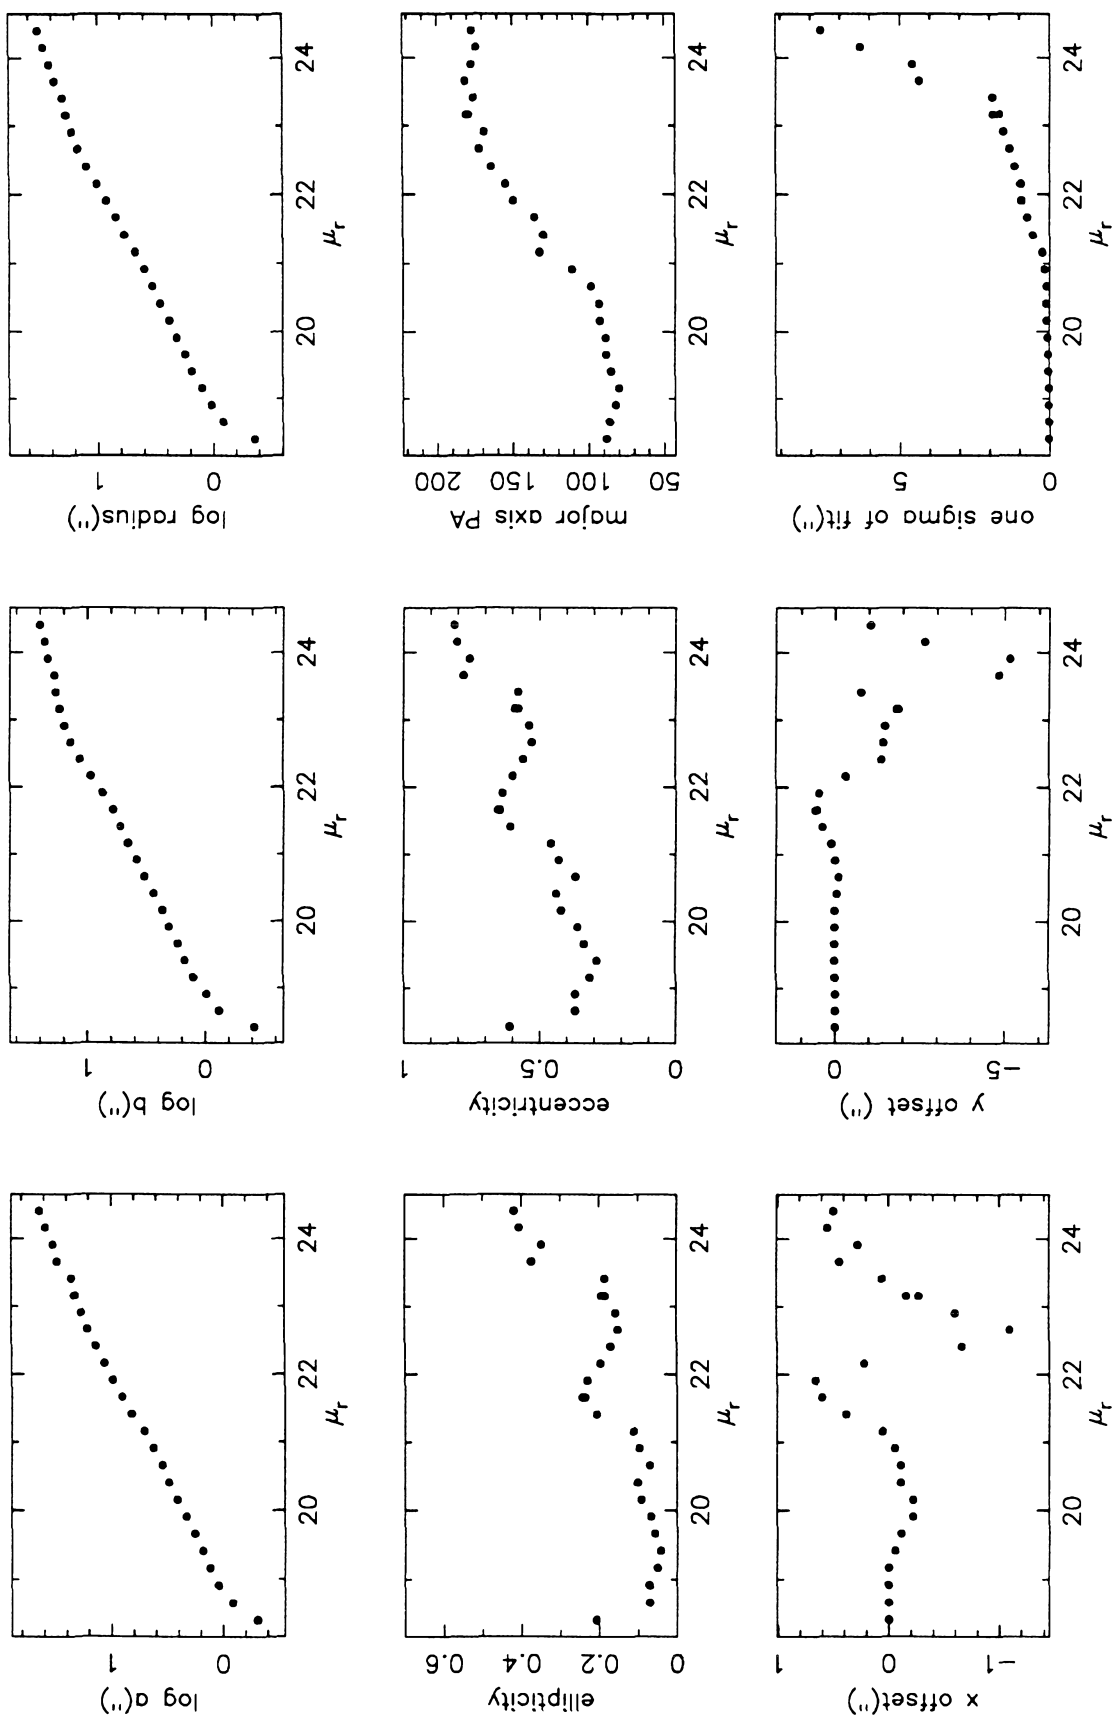 log radius('')
1
0
20
22
24
μr
major axis PA
200
150
100
50
20
22
24
μr
one sigma of fit('')
5
0
20
22
24
μr
log b('')
1
0
20
22
24
μr
eccentricity
1
0.5
0
20
22
24
μr
y offset ('')
0
−5
20
22
24
μr
log a('')
1
0
20
22
24
μr
ellipticity
0.6
0.4
0.2
0
20
22
24
μr
x offset('')
1
0
−1
20
22
24
μr